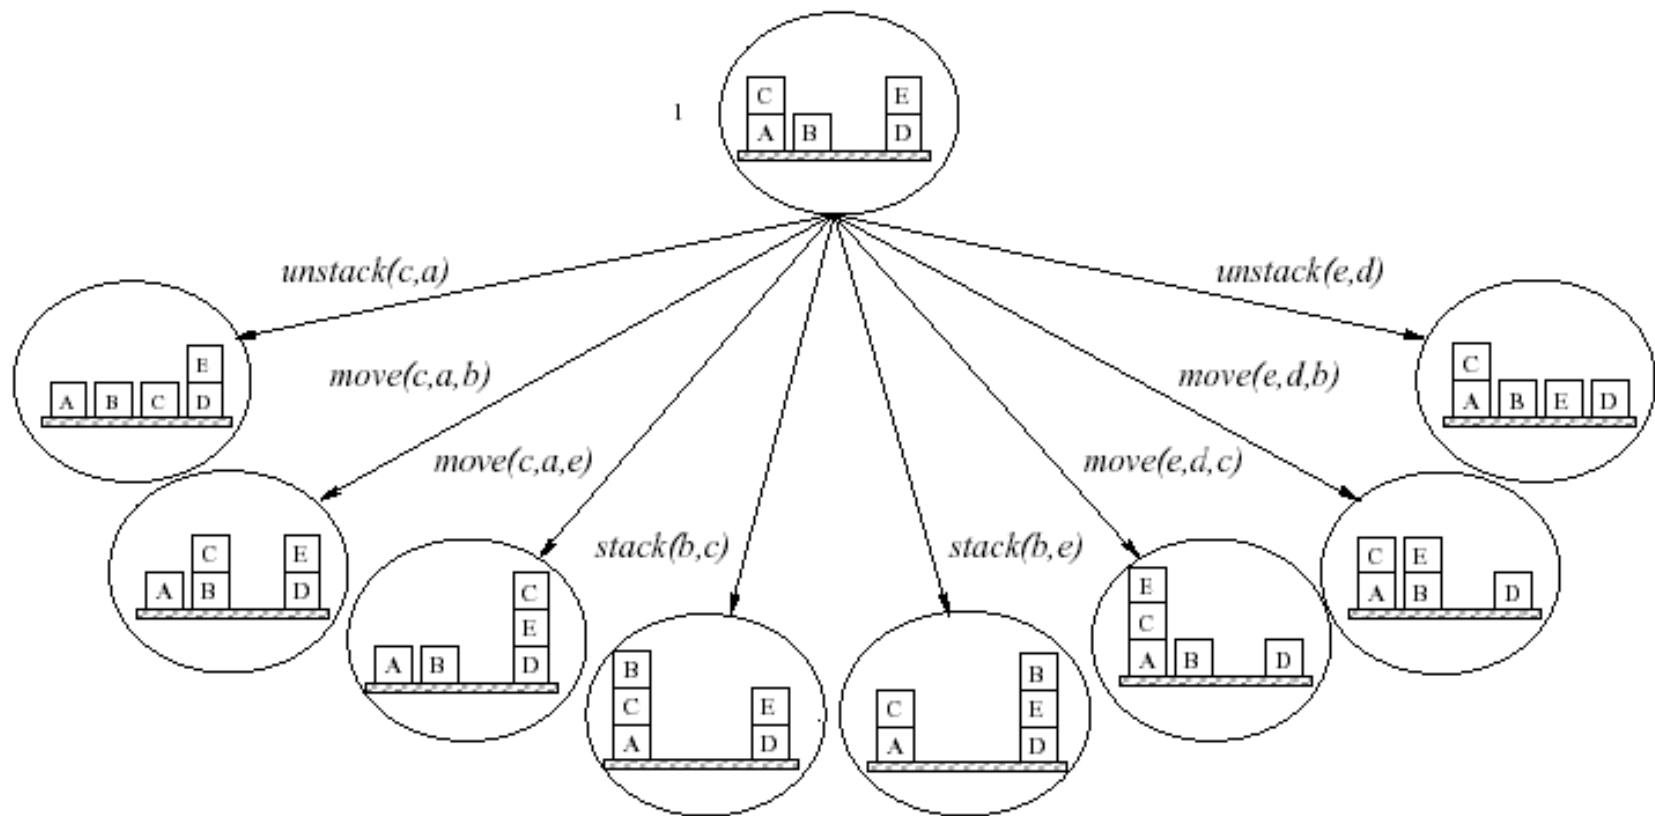 C E
1
A B D
unstack(c,a) unstack(e,d)
E
A B C D
C
A B E D
move(c,a,b) move(e,d,b)
move(c,a,e) move(e,d,c)
C E
A B D
C E
A B D
stack(b,c) stack(b,e)
C
E
A B D
E
C
A B D
B
C E
A D
B
C E
A D